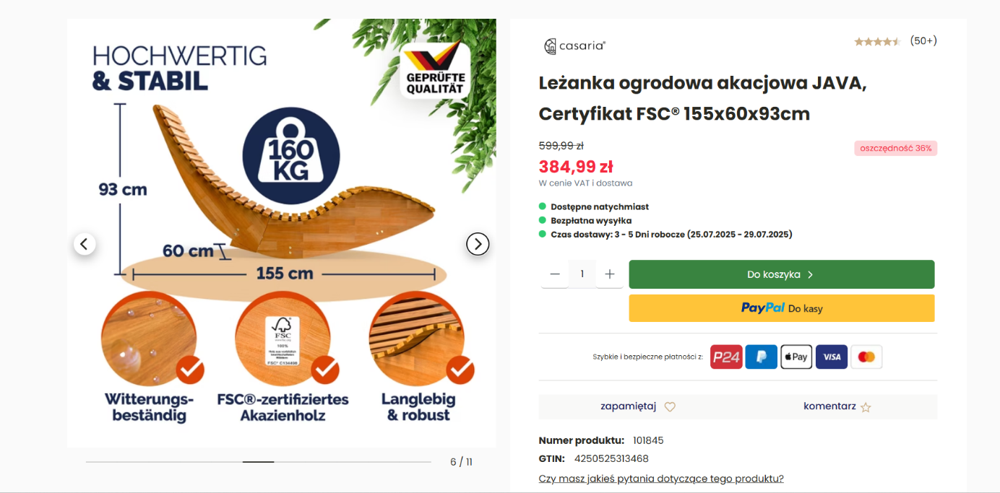 HOCHWERTIG
& STABIL
GEPRÜFTE
QUALITÄT
160
KG
93 cm
60 cm
155 cm
FSC
100%
FSC® C154409
Witterungs-
beständig
FSC®-zertifiziertes
Akazienholz
Langlebig
& robust
6 / 11
casaria®
(50+)
Leżanka ogrodowa akacjowa JAVA,
Certyfikat FSC® 155x60x93cm
599,99 zł
oszczędność 36%
384,99 zł
W cenie VAT i dostawa
Dostępne natychmiast
Bezpłatna wysyłka
Czas dostawy: 3 - 5 Dni robocze (25.07.2025 - 29.07.2025)
1
Do koszyka
PayPal Do kasy
Szybkie i bezpieczne płatności z: P24 Pay VISA
zapamiętaj komentarz
Numer produktu: 101845
GTIN: 4250525313468
Czy masz jakieś pytania dotyczące tego produktu?